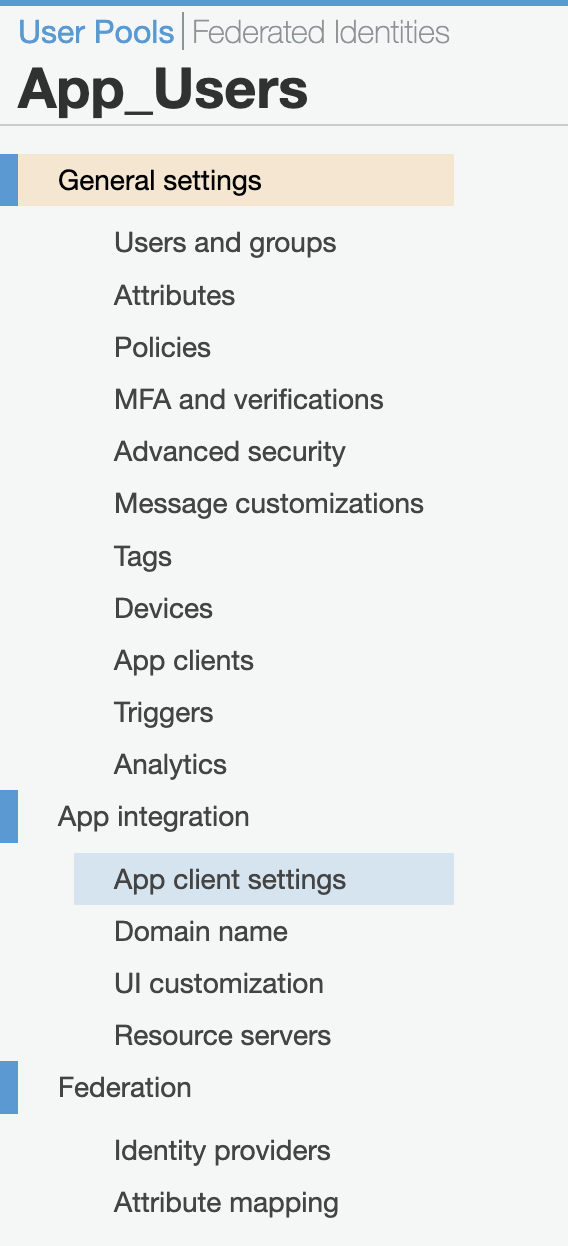 User Pools | Federated Identities
App_Users
General settings
Users and groups
Attributes
Policies
MFA and verifications
Advanced security
Message customizations
Tags
Devices
App clients
Triggers
Analytics
App integration
App client settings
Domain name
UI customization
Resource servers
Federation
Identity providers
Attribute mapping